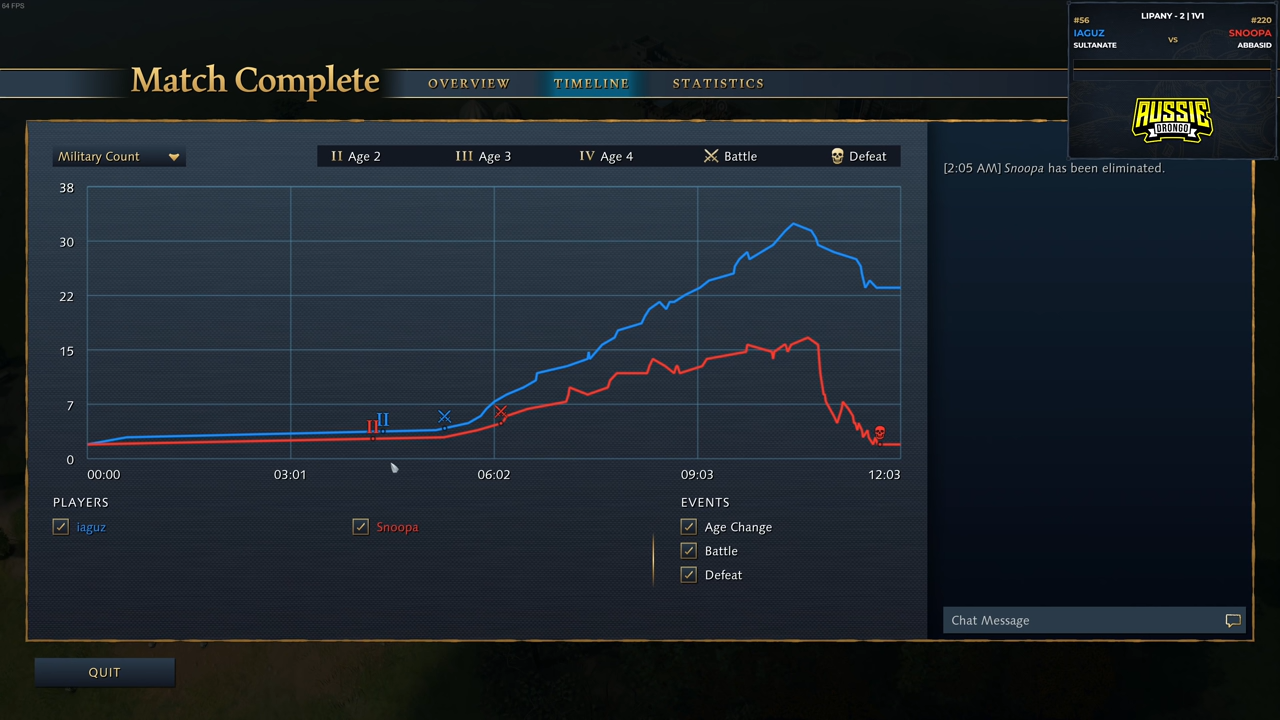 64 FPS
LIPANY - 2 | 1V1
#56
#220
IAGUZ
VS
SNOOPA
SULTANATE
ABBASID
AUSSIE
DRONGO
Match Complete
OVERVIEW
TIMELINE
STATISTICS
Military Count
II Age 2
III Age 3
IV Age 4
Battle
Defeat
[2:05 AM] Snoopa has been eliminated.
38
30
22
15
7
0
II
II
00:00
03:01
06:02
09:03
12:03
PLAYERS
iaguz
Snoopa
EVENTS
Age Change
Battle
Defeat
Chat Message
QUIT